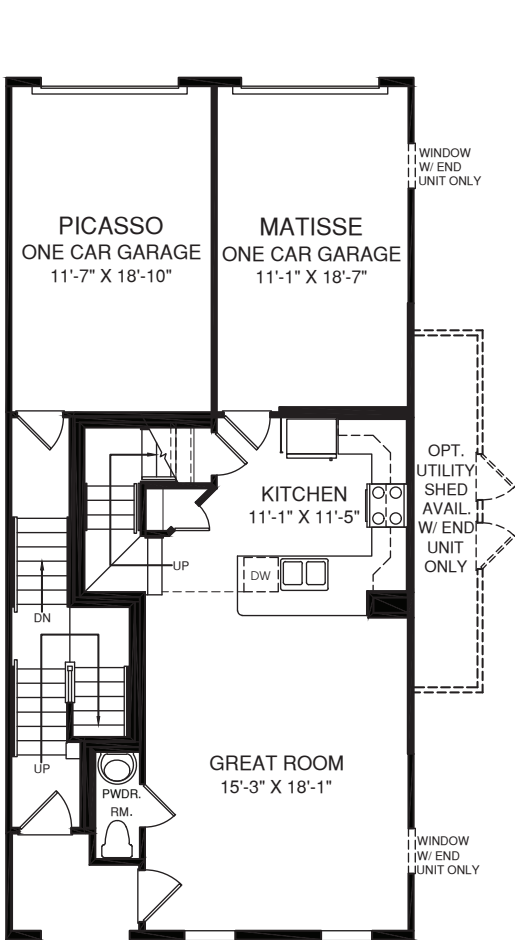 WINDOW
W/ END
UNIT ONLY
PICASSO
ONE CAR GARAGE
11'-7" X 18'-10"
MATISSE
ONE CAR GARAGE
11'-1" X 18'-7"
OPT.
UTILITY
SHED
AVAIL.
W/ END
UNIT
ONLY
KITCHEN
11'-1" X 11'-5"
UP
DW
DN
GREAT ROOM
15'-3" X 18'-1"
UP
PWDR.
RM.
WINDOW
W/ END
UNIT ONLY